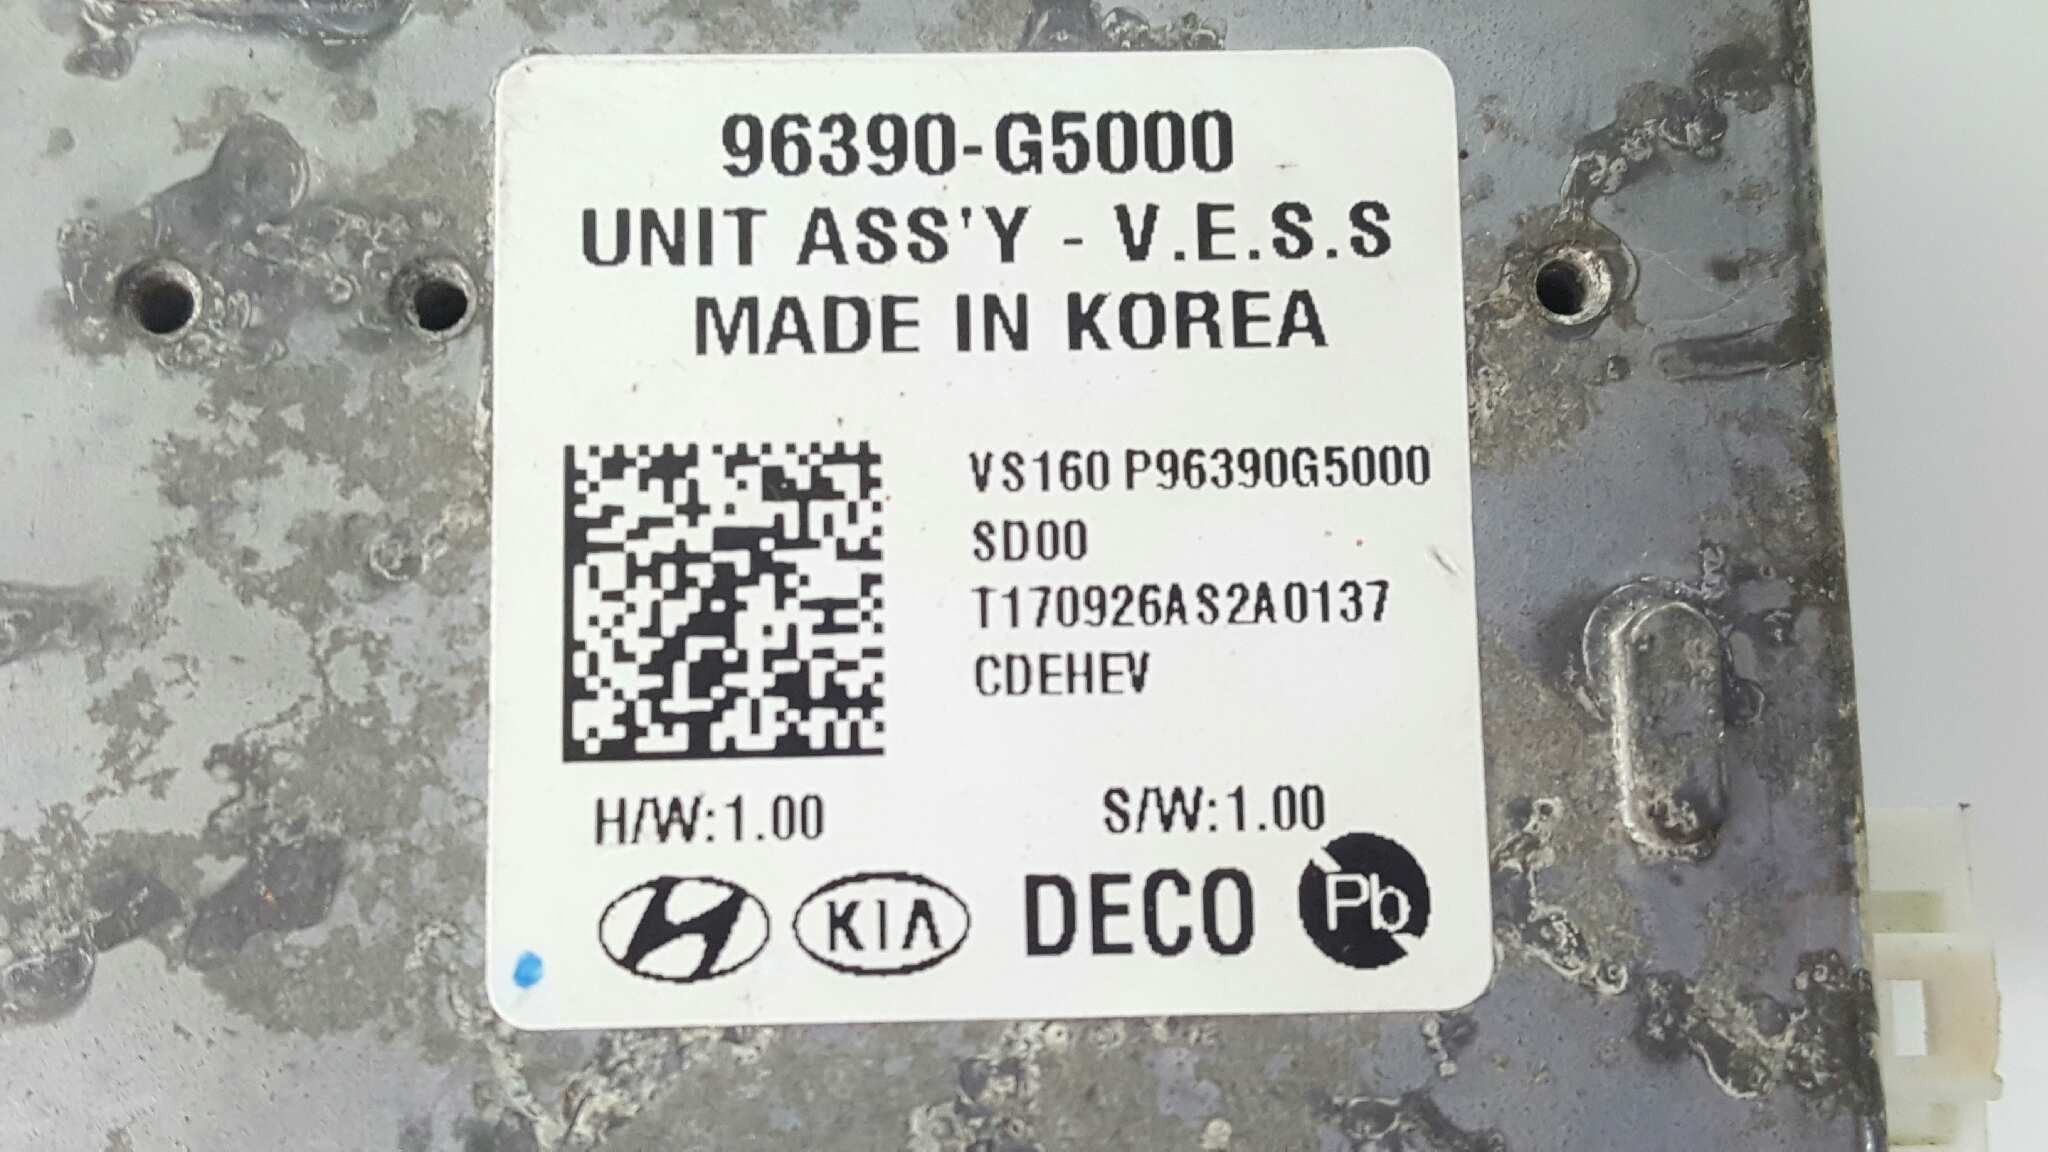 96390-G5000
UNIT ASS'Y - V.E.S.S
MADE IN KOREA
VS160 P96390G5000
SD00
T170926AS2A0137
CDEHEV
H/W:1.00 S/W:1.00
KIA DECO Pb